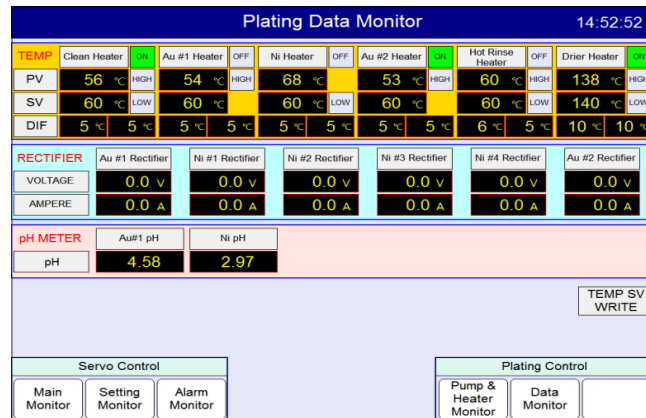 Plating Data Monitor 14:52:52
TEMP Clean Heater ON Au #1 Heater OFF Ni Heater OFF Au #2 Heater ON Hot Rinse Heater OFF Drier Heater ON
PV 56 ℃ HIGH 54 ℃ HIGH 68 ℃ 53 ℃ HIGH 60 ℃ HIGH 138 ℃ HIGH
SV 60 ℃ LOW 60 ℃ 60 ℃ LOW 60 ℃ 60 ℃ LOW 140 ℃ LOW
DIF 5 ℃ 5 ℃ 5 ℃ 5 ℃ 5 ℃ 5 ℃ 5 ℃ 5 ℃ 6 ℃ 5 ℃ 10 ℃ 10 ℃
RECTIFIER Au #1 Rectifier Ni #1 Rectifier Ni #2 Rectifier Ni #3 Rectifier Ni #4 Rectifier Au #2 Rectifier
VOLTAGE 0.0 V 0.0 V 0.0 V 0.0 V 0.0 V 0.0 V
AMPERE 0.0 A 0.0 A 0.0 A 0.0 A 0.0 A 0.0 A
pH METER Au#1 pH Ni pH
pH 4.58 2.97
TEMP SV
WRITE
Servo Control Plating Control
Main Monitor Setting Monitor Alarm Monitor Pump & Heater Monitor Data Monitor